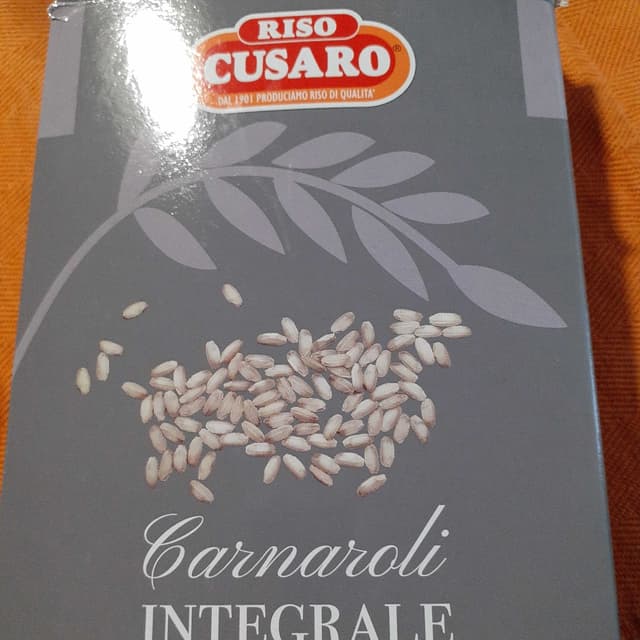 RISO
CUSARO®
DAL 1901 PRODUCIAMO RISO DI QUALITA'
Carnaroli
INTEGRALE